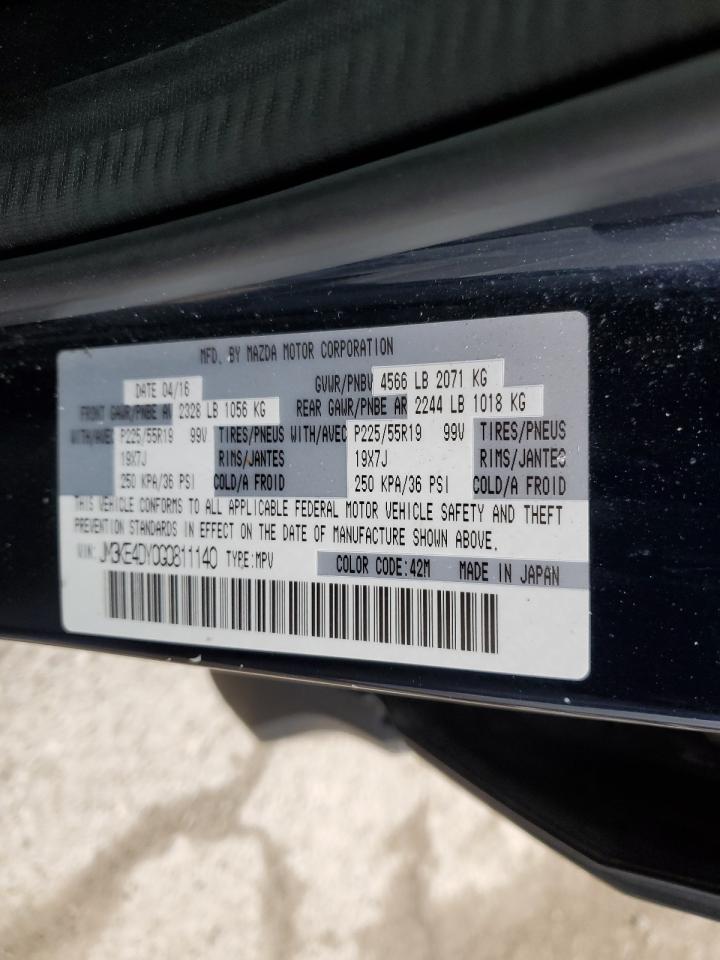 MFD. BY MAZDA MOTOR CORPORATION
DATE 04/16 GVWR/PNBV 4566 LB 2071 KG
FRONT GAWR/PNBE AV 2328 LB 1056 KG REAR GAWR/PNBE AR 2244 LB 1018 KG
WITH/AVEC P225/55R19 99V TIRES/PNEUS WITH/AVEC P225/55R19 99V TIRES/PNEUS
19X7J RIMS/JANTES 19X7J RIMS/JANTES
250 KPA/36 PSI COLD/A FROID 250 KPA/36 PSI COLD/A FROID
THIS VEHICLE CONFORMS TO ALL APPLICABLE FEDERAL MOTOR VEHICLE SAFETY AND THEFT
PREVENTION STANDARDS IN EFFECT ON THE DATE OF MANUFACTURE SHOWN ABOVE.
VIN: JM3KE4DY0G0811140 TYPE:MPV COLOR CODE:42M MADE IN JAPAN